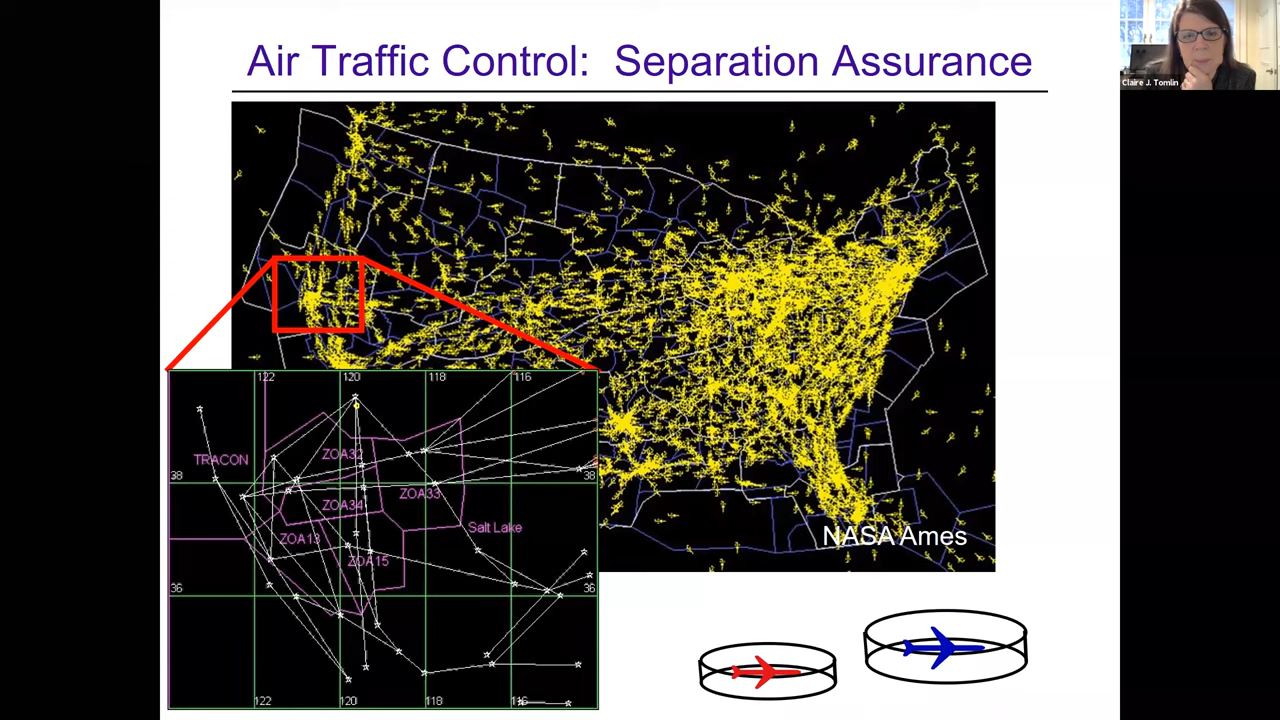 Air Traffic Control: Separation Assurance
Claire J. Tomlin
122 120 118 116
TRACON
ZOA32
38 38
ZOA33
ZOA34
Salt Lake
ZOA13
ZOA15
36 36
122 120 118 116
NASA Ames